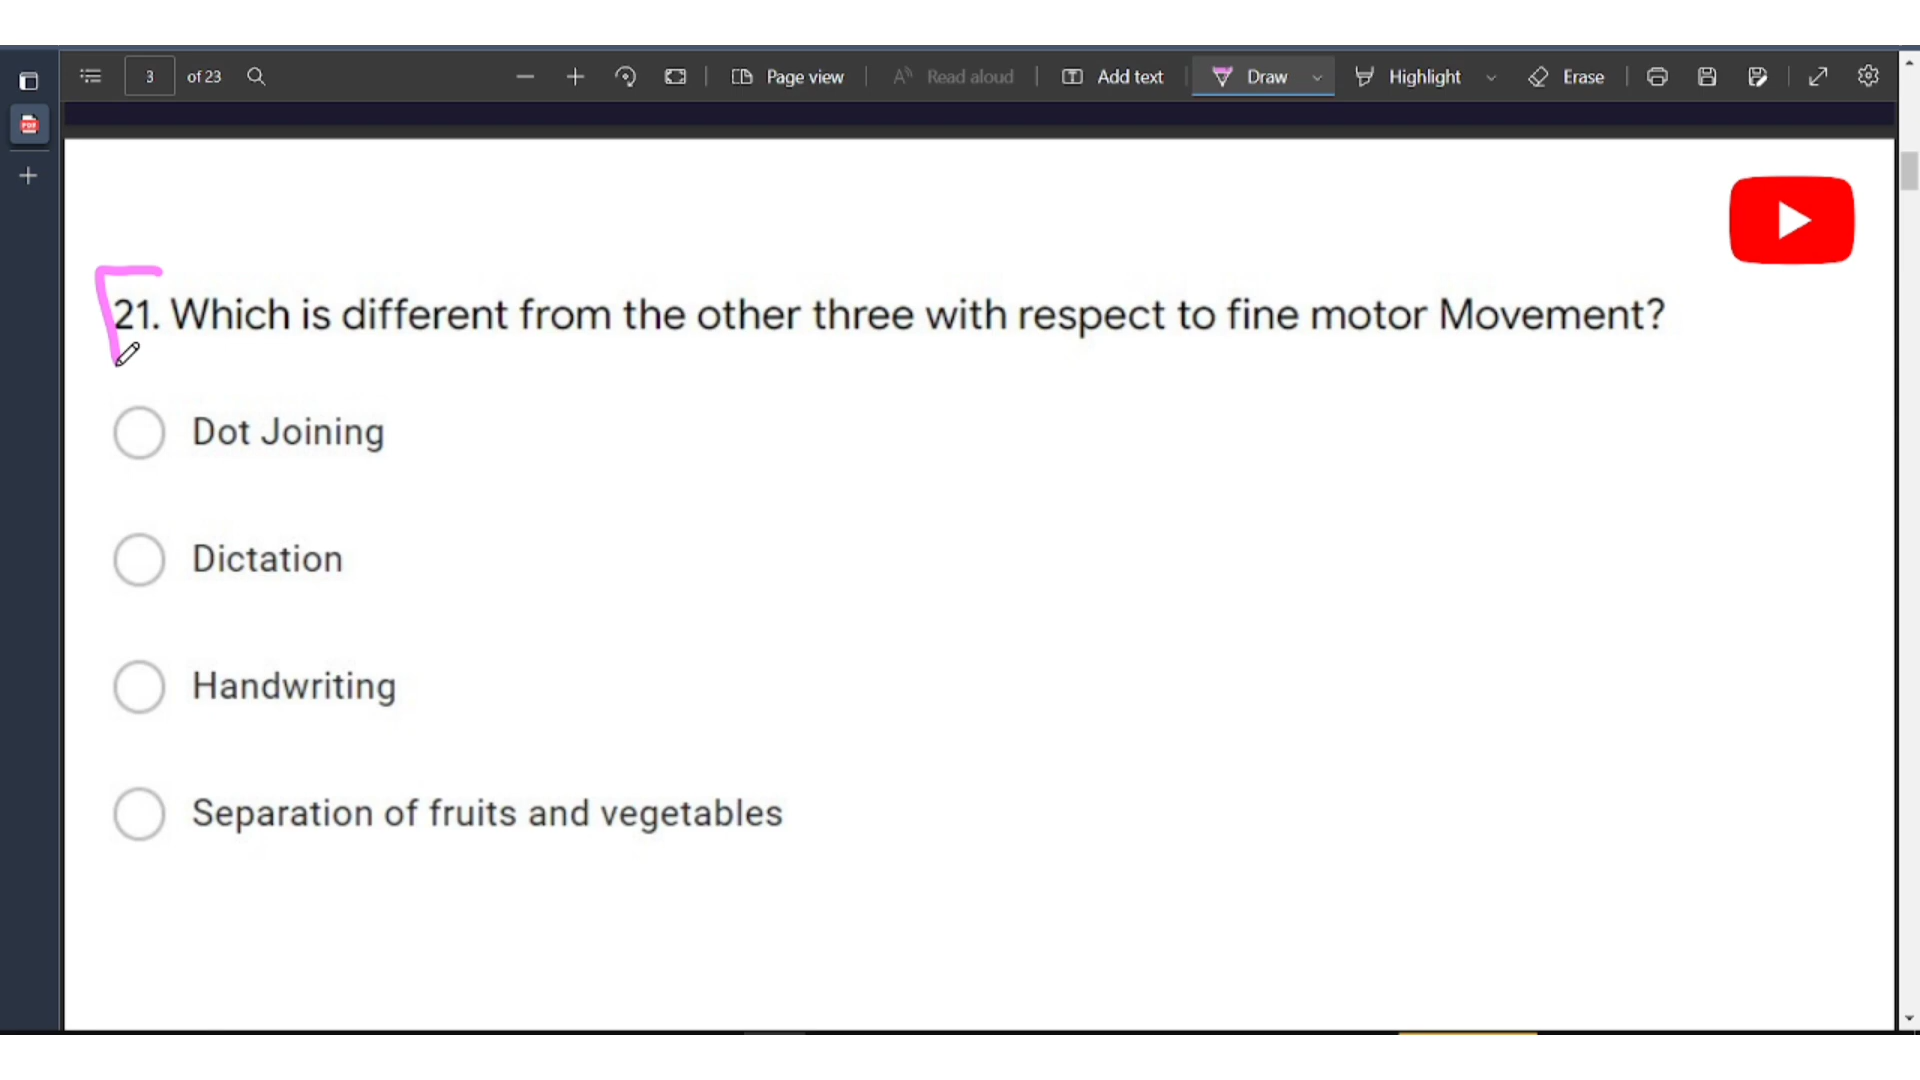 3 of 23 Page view Read aloud Add text Draw Highlight Erase
PDF
21. Which is different from the other three with respect to fine motor Movement?
Dot Joining
Dictation
Handwriting
Separation of fruits and vegetables